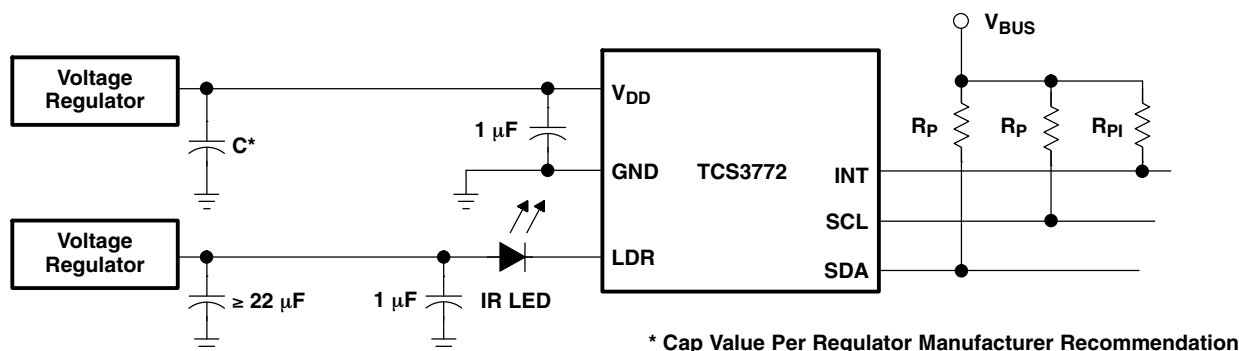 V_BUS
Voltage
Regulator
V_DD
C*
1 μF
R_P
R_P
R_PI
GND
TCS3772
INT
SCL
Voltage
Regulator
LDR
SDA
≥ 22 μF
1 μF
IR LED
* Cap Value Per Regulator Manufacturer Recommendation